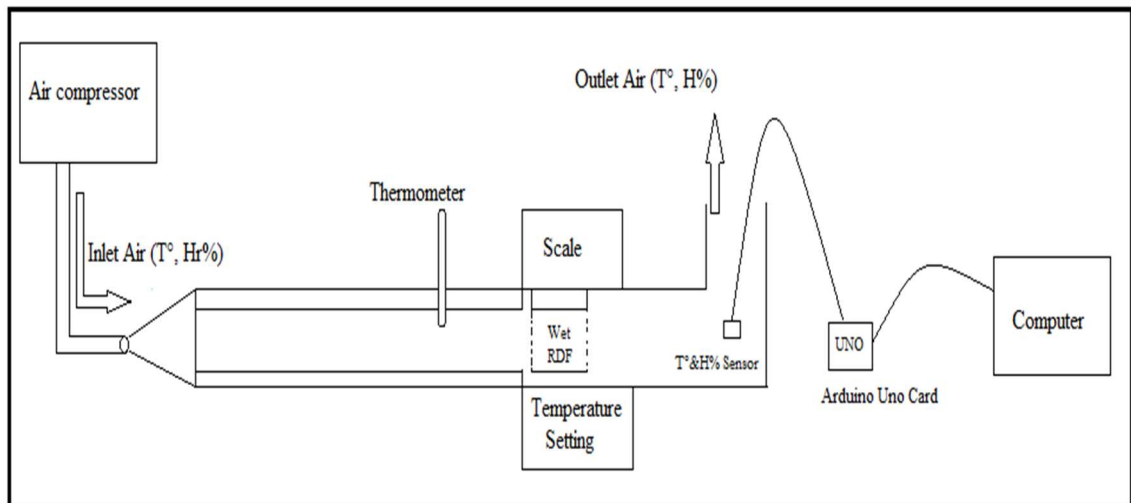 Air compressor
Outlet Air (T°, H%)
Thermometer
Inlet Air (T°, Hr%)
Scale
Wet
RDF
T°&H% Sensor
UNO
Arduino Uno Card
Computer
Temperature
Setting